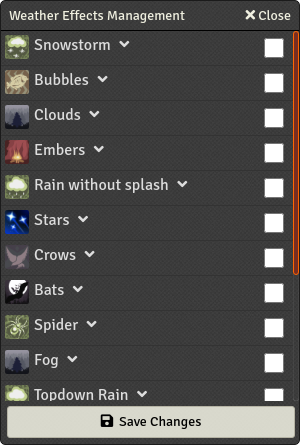 Weather Effects Management Close
Snowstorm
Bubbles
Clouds
Embers
Rain without splash
Stars
Crows
Bats
Spider
Fog
Topdown Rain
Save Changes